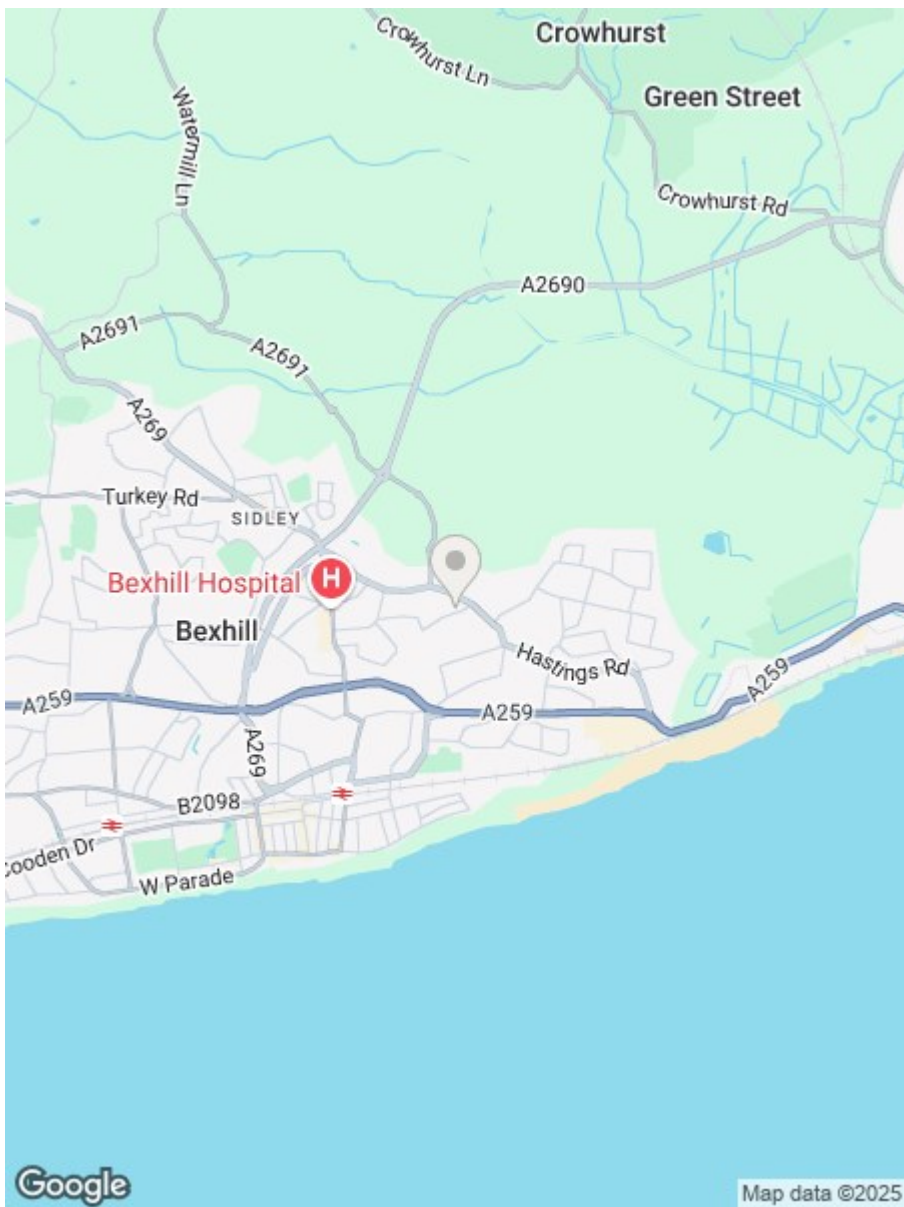 Crowhurst
Crowhurst Ln
Green Street
Watermill Ln
Crowhurst Rd
A2690
A2691
A2691
A269
Turkey Rd
SIDLEY
Bexhill Hospital
H
Bexhill
Hastings Rd
A259
A259
A259
A269
B2098
Cooden Dr
W Parade
Google
Map data ©2025